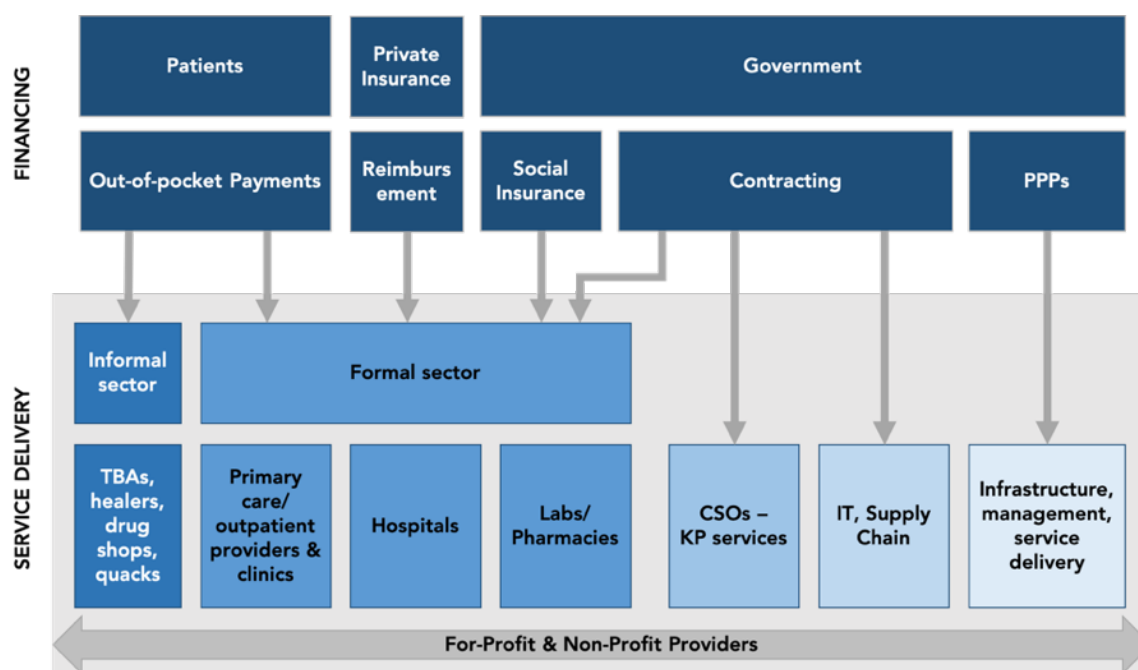 FINANCING
Patients
Private
Insurance
Government
Out-of-pocket Payments
Reimburs
ement
Social
Insurance
Contracting
PPPs
SERVICE DELIVERY
Informal
sector
Formal sector
TBAs,
healers,
drug
shops,
quacks
Primary
care/
outpatient
providers &
clinics
Hospitals
Labs/
Pharmacies
CSOs –
KP services
IT, Supply
Chain
Infrastructure,
management,
service
delivery
For-Profit & Non-Profit Providers